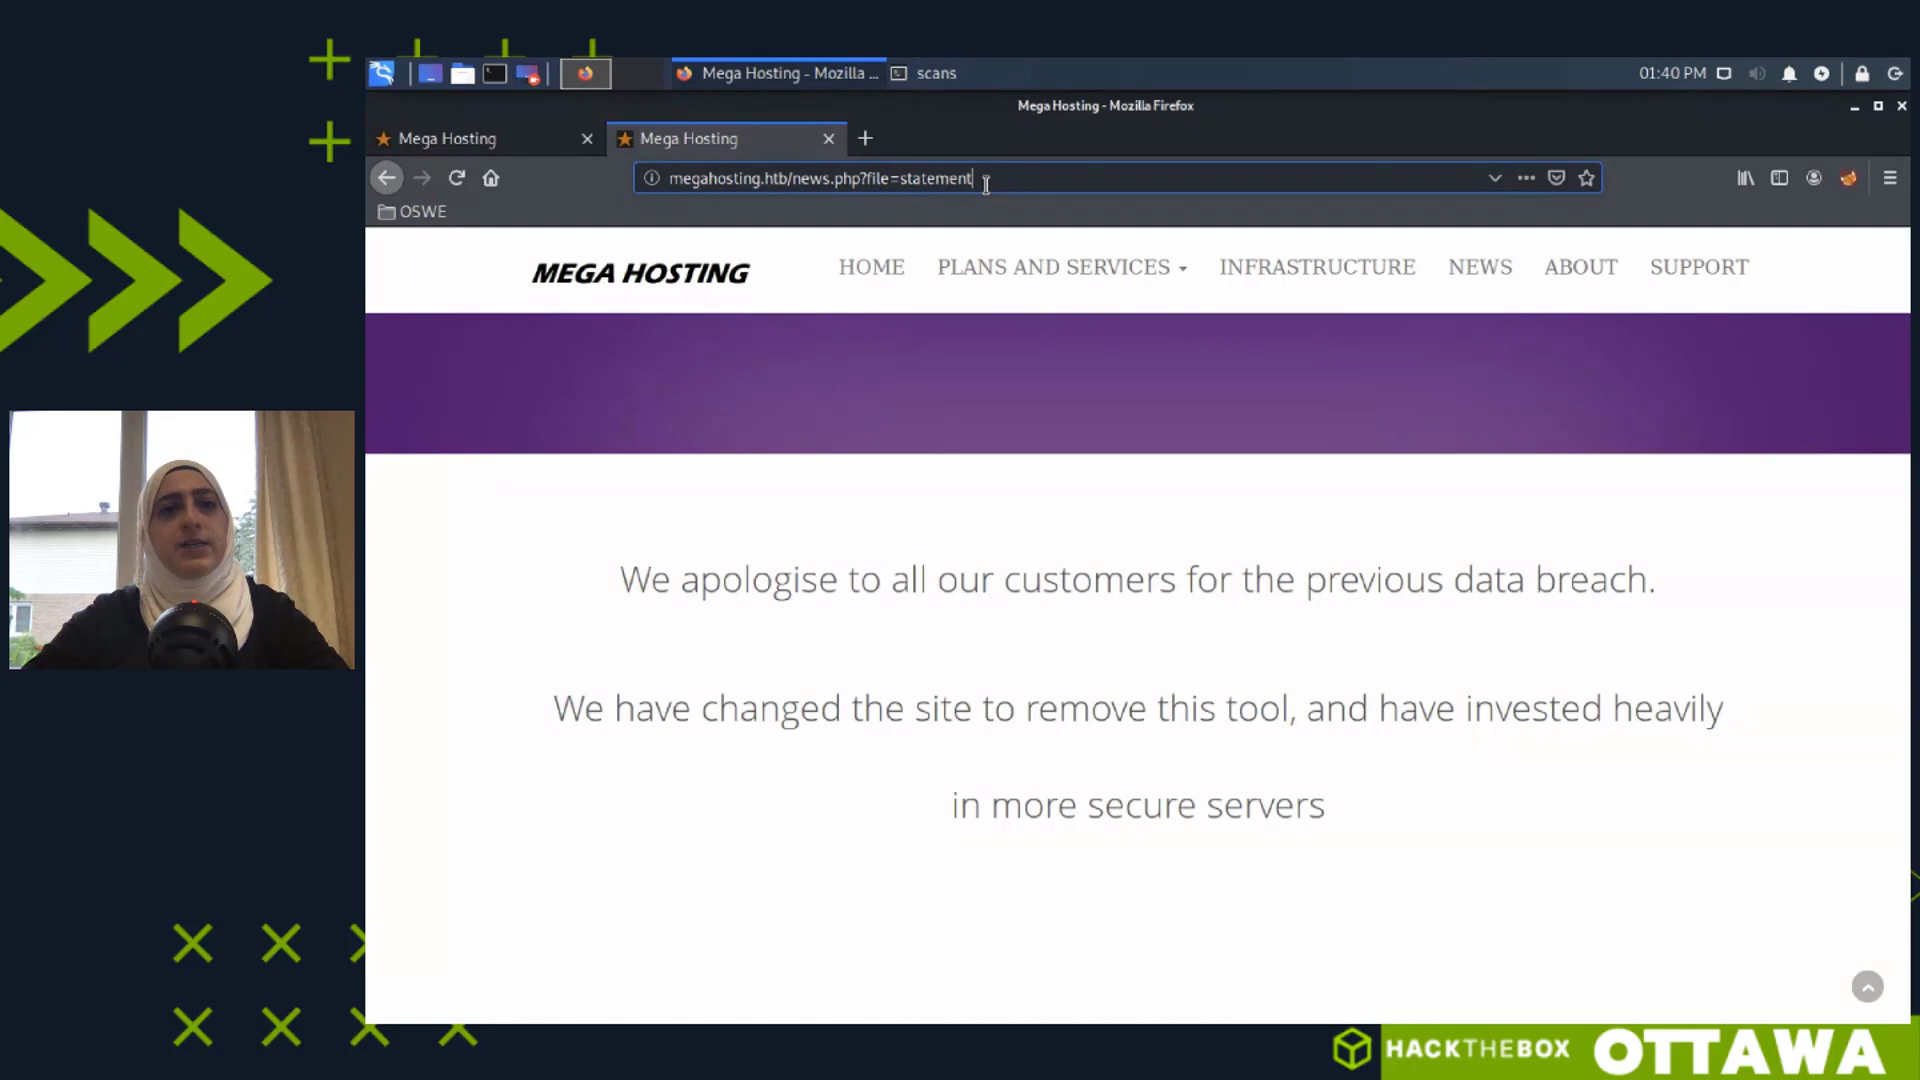 Mega Hosting - Mozilla ...
scans
01:40 PM
Mega Hosting - Mozilla Firefox
Mega Hosting
Mega Hosting
megahosting.htb/news.php?file=statement
OSWE
MEGA HOSTING
HOME
PLANS AND SERVICES
INFRASTRUCTURE
NEWS
ABOUT
SUPPORT
We apologise to all our customers for the previous data breach.
We have changed the site to remove this tool, and have invested heavily
in more secure servers
HACKTHEBOX OTTAWA